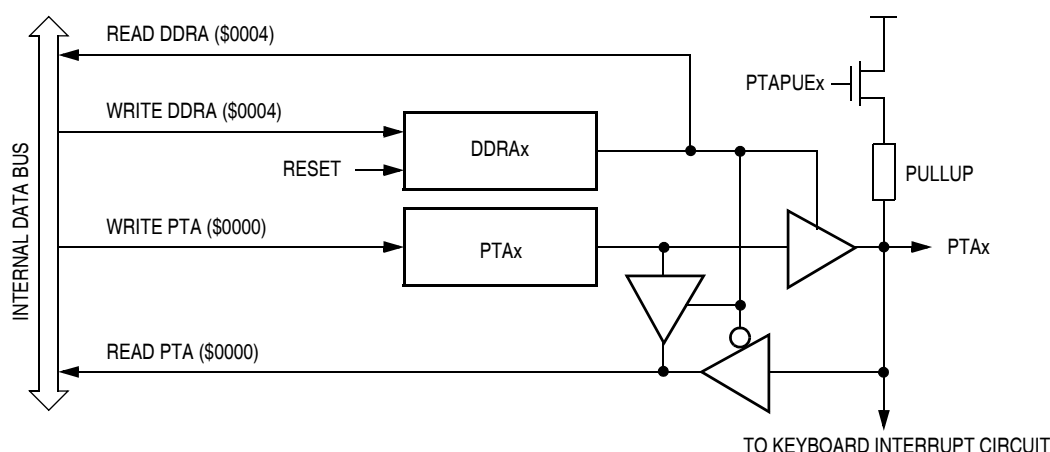 READ DDRA ($0004)
PTAPUEx
WRITE DDRA ($0004)
DDRAx
RESET
PULLUP
INTERNAL DATA BUS
WRITE PTA ($0000)
PTAx
PTAx
READ PTA ($0000)
TO KEYBOARD INTERRUPT CIRCUIT